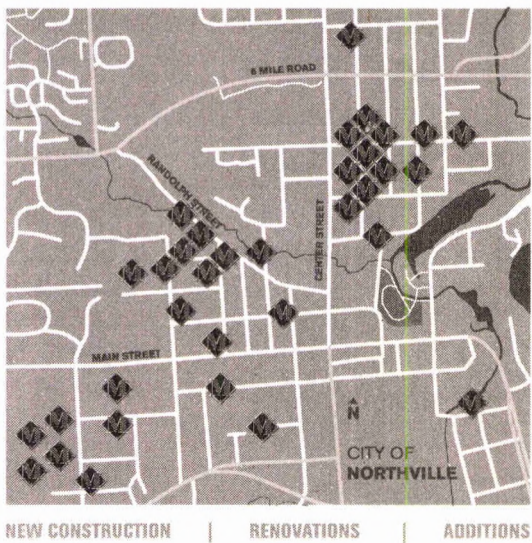 8 MILE ROAD
RANDOLPH STREET
CENTER STREET
MAIN STREET
N
CITY OF
NORTHVILLE
NEW CONSTRUCTION | RENOVATIONS | ADDITIONS